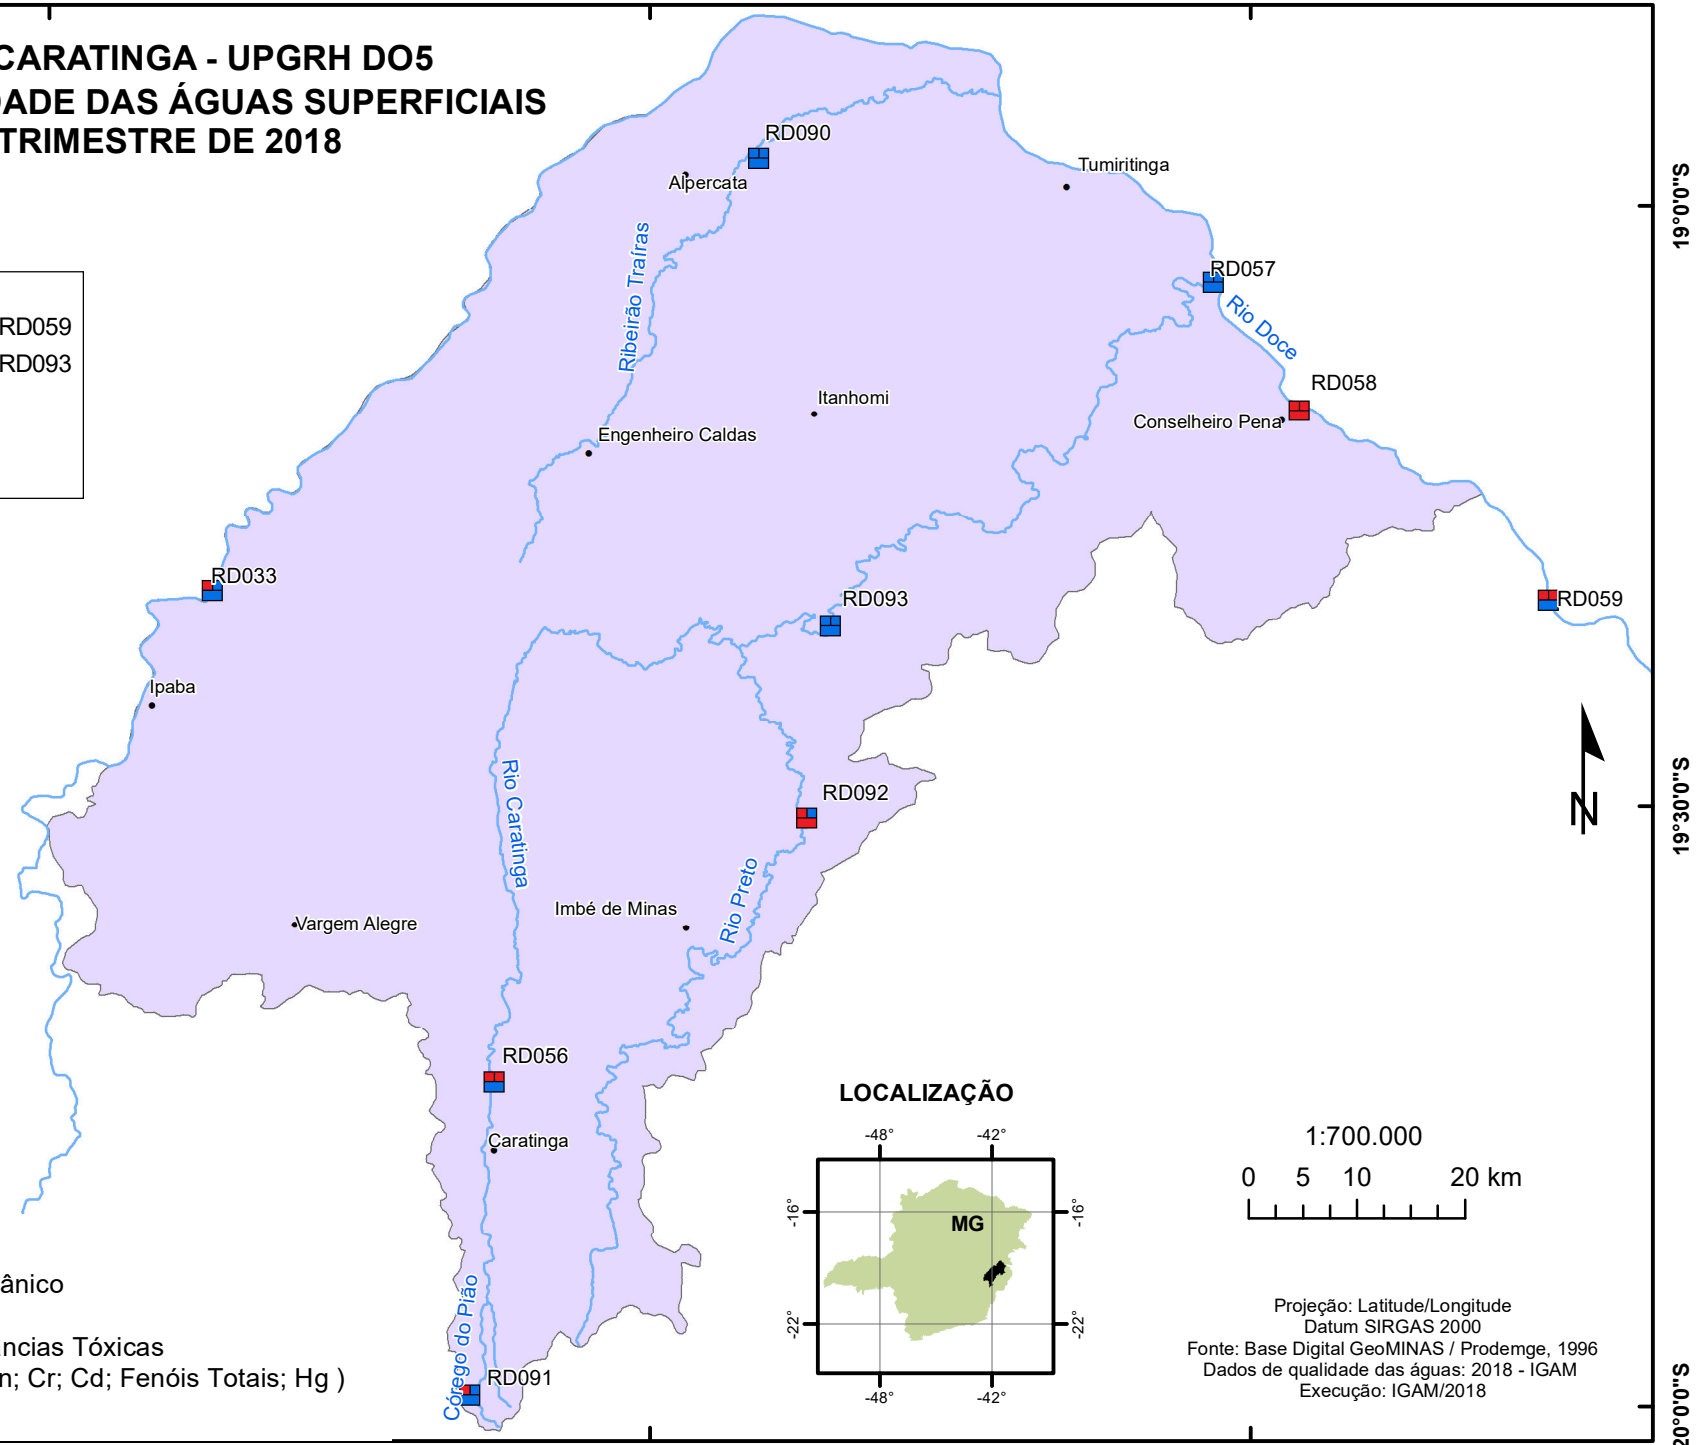 CARATINGA - UPGRH DO5
DADE DAS ÁGUAS SUPERFICIAIS
TRIMESTRE DE 2018
RD059
RD093
RD090
Alpercata
Tumiritinga
Ribeirão Traíras
RD057
Rio Doce
RD058
Conselheiro Pena
Itanhomi
Engenheiro Caldas
RD033
RD093
RD059
Ipaba
Rio Caratinga
RD092
Rio Preto
Imbé de Minas
Vargem Alegre
RD056
Caratinga
Córrego do Pião
RD091
19°0'0"S
19°30'0"S
20°0'0"S
N
LOCALIZAÇÃO
-48° -42°
-16° -16°
MG
-22° -22°
-48° -42°
1:700.000
0 5 10 20 km
Projeção: Latitude/Longitude
Datum SIRGAS 2000
Fonte: Base Digital GeoMINAS / Prodemge, 1996
Dados de qualidade das águas: 2018 - IGAM
Execução: IGAM/2018
ânico
ncias Tóxicas
n; Cr; Cd; Fenóis Totais; Hg )